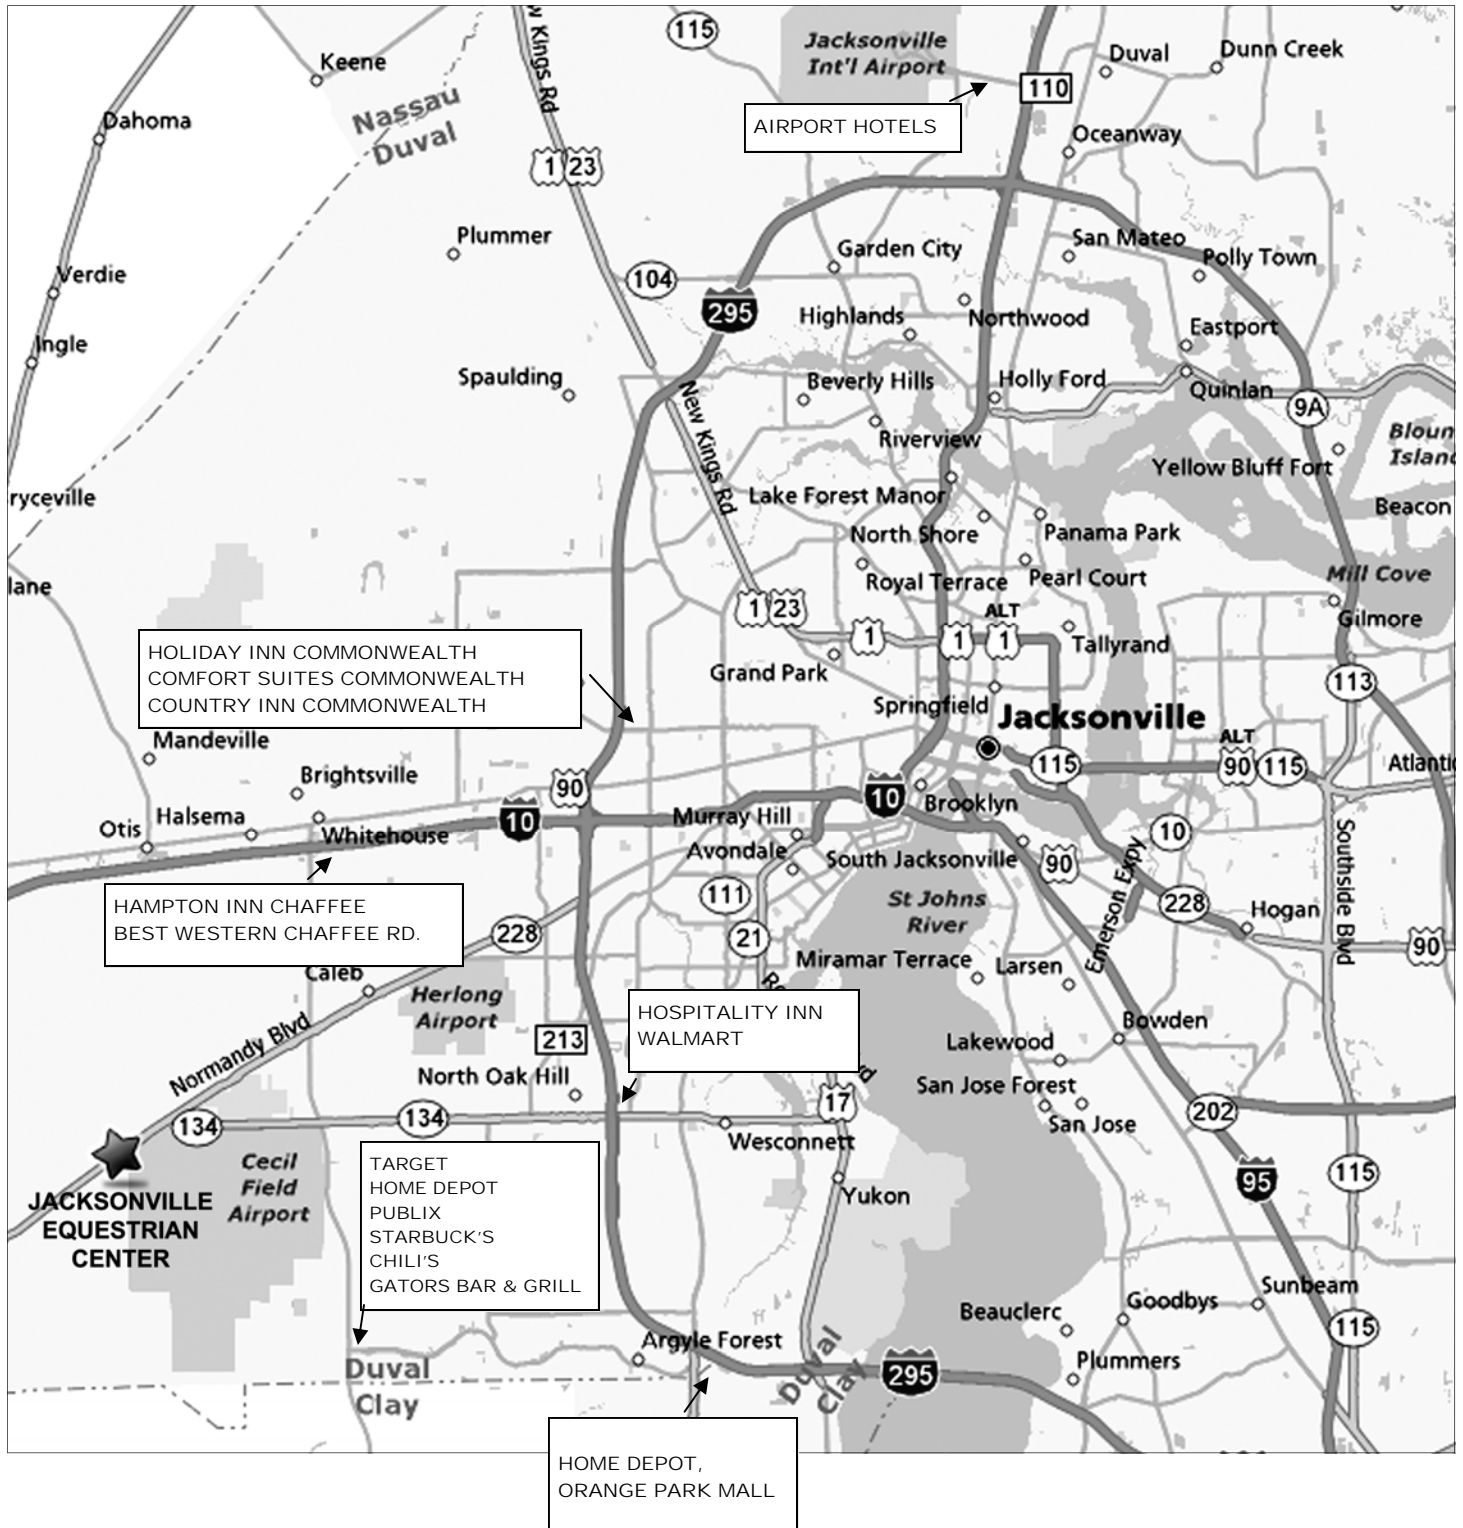 115
Jacksonville
Int'l Airport
Duval
Dunn Creek
Keene
w Kings Rd
110
Nassau
Duval
AIRPORT HOTELS
Dahoma
Oceanway
1 23
Plummer
Garden City
San Mateo
Polly Town
Verdie
104
295
Highlands
Northwood
Eastport
Ingle
Spaulding
Beverly Hills
Holly Ford
Quinlan
9A
New Kings Rd
Riverview
Bloun
Island
Yellow Bluff Fort
ryceville
Lake Forest Manor
Beacon
North Shore
Panama Park
lane
Royal Terrace
Pearl Court
Mill Cove
1 23
ALT
Gilmore
1
1
1
Tallyrand
HOLIDAY INN COMMONWEALTH
COMFORT SUITES COMMONWEALTH
COUNTRY INN COMMONWEALTH
Grand Park
113
Springfield
Jacksonville
Mandeville
ALT
115
90
115
Atlantic
Brightsville
90
10
10
Brooklyn
Otis
Halsema
Whitehouse
Murray Hill
10
Avondale
South Jacksonville
90
Southside Blvd
111
St Johns
River
Emerson Expy
228
Hogan
HAMPTON INN CHAFFEE
BEST WESTERN CHAFFEE RD.
228
21
90
Caleb
Miramar Terrace
Larsen
Herlong
Airport
HOSPITALITY INN
WALMART
Normandy Blvd
213
Bowden
Lakewood
North Oak Hill
San Jose Forest
17
134
134
202
San Jose
Wesconnett
TARGET
HOME DEPOT
PUBLIX
STARBUCK'S
CHILI'S
GATORS BAR & GRILL
Cecil
Field
Airport
JACKSONVILLE
EQUESTRIAN
CENTER
95
115
Yukon
Sunbeam
Beauclerc
Goodbys
115
Argyle Forest
Duval
Clay
Duval
Clay
295
Plummers
HOME DEPOT,
ORANGE PARK MALL